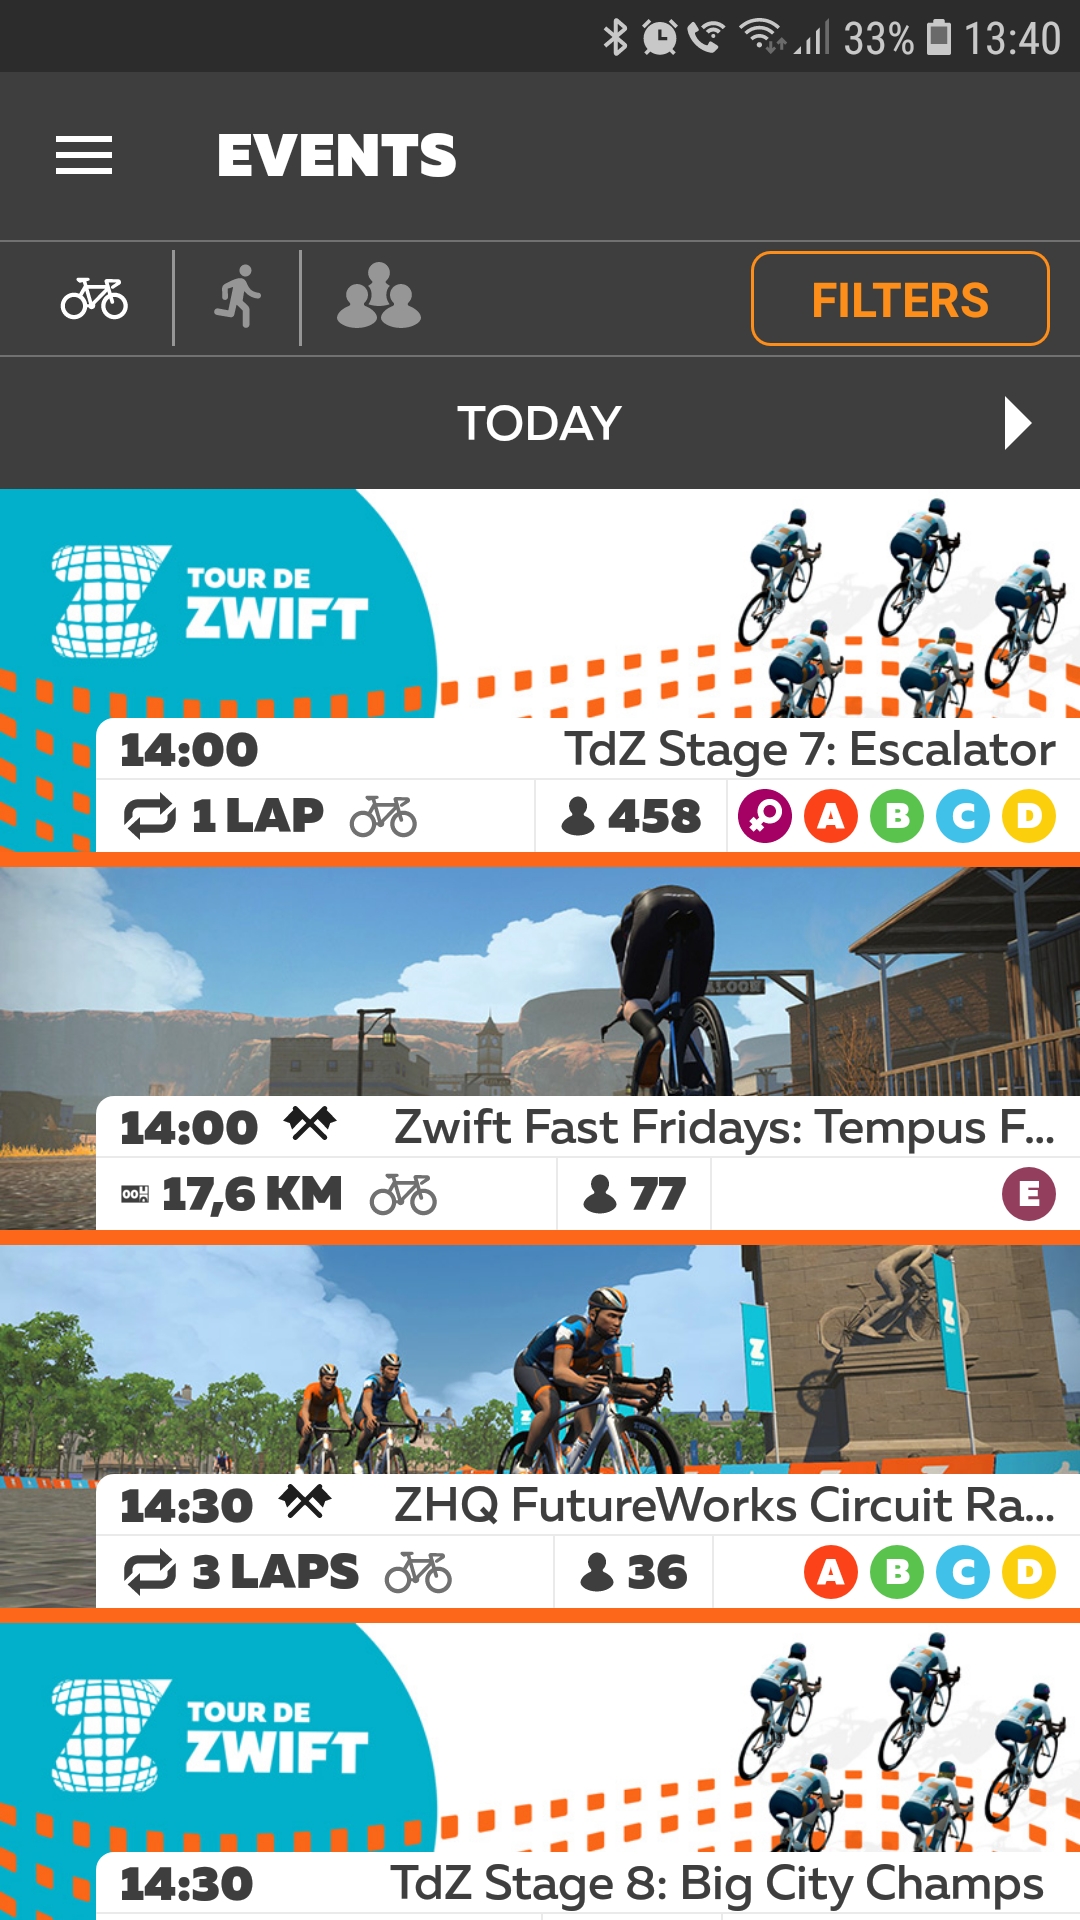 33% 13:40
EVENTS
FILTERS
TODAY
TOUR DE
ZWIFT
14:00 TdZ Stage 7: Escalator
1 LAP 458 A B C D
SALOON
14:00 Zwift Fast Fridays: Tempus F...
17,6 KM 77 E
14:30 ZHQ FutureWorks Circuit Ra...
3 LAPS 36 A B C D
TOUR DE
ZWIFT
14:30 TdZ Stage 8: Big City Champs